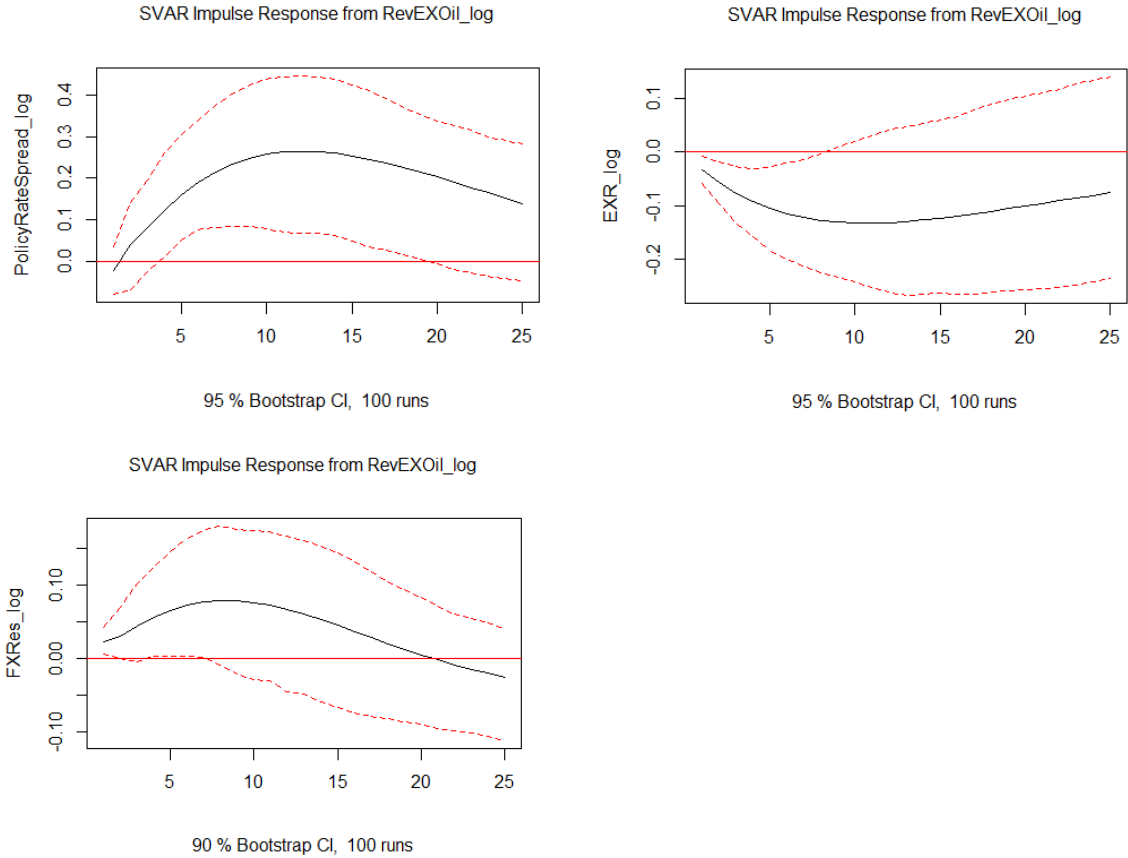 SVAR Impulse Response from RevEXOil_log
PolicyRateSpread_log
0.4
0.3
0.2
0.1
0.0
5 10 15 20 25
95 % Bootstrap CI, 100 runs
SVAR Impulse Response from RevEXOil_log
EXR_log
0.1
0.0
-0.1
-0.2
5 10 15 20 25
95 % Bootstrap CI, 100 runs
SVAR Impulse Response from RevEXOil_log
FXRes_log
0.10
0.00
-0.10
5 10 15 20 25
90 % Bootstrap CI, 100 runs